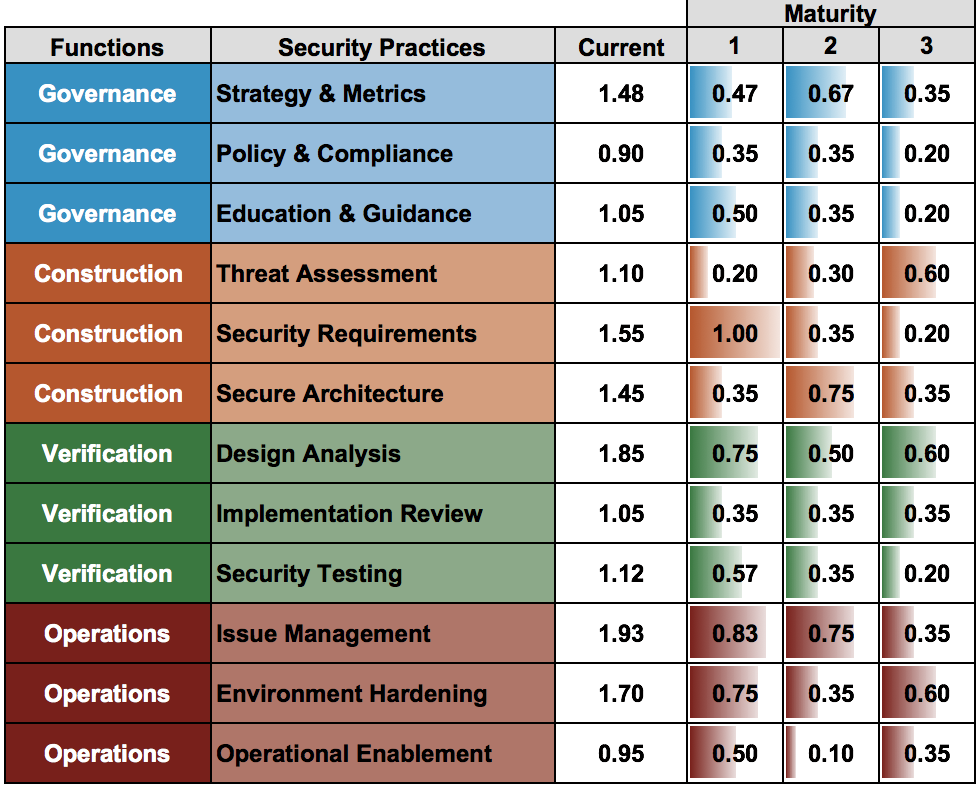 Maturity
Functions Security Practices Current 1 2 3
Governance Strategy & Metrics 1.48 0.47 0.67 0.35
Governance Policy & Compliance 0.90 0.35 0.35 0.20
Governance Education & Guidance 1.05 0.50 0.35 0.20
Construction Threat Assessment 1.10 0.20 0.30 0.60
Construction Security Requirements 1.55 1.00 0.35 0.20
Construction Secure Architecture 1.45 0.35 0.75 0.35
Verification Design Analysis 1.85 0.75 0.50 0.60
Verification Implementation Review 1.05 0.35 0.35 0.35
Verification Security Testing 1.12 0.57 0.35 0.20
Operations Issue Management 1.93 0.83 0.75 0.35
Operations Environment Hardening 1.70 0.75 0.35 0.60
Operations Operational Enablement 0.95 0.50 0.10 0.35